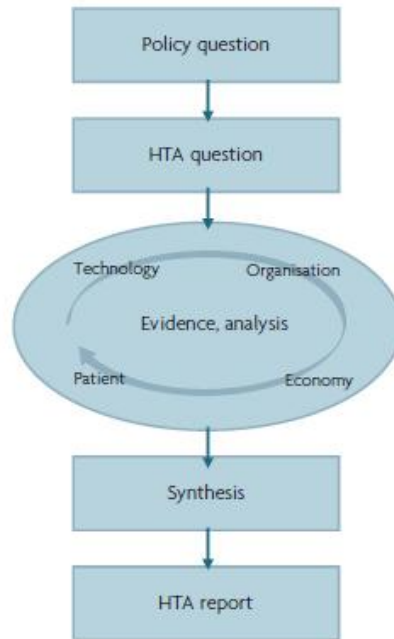 Policy question
HTA question
Technology
Organisation
Evidence, analysis
Patient
Economy
Synthesis
HTA report